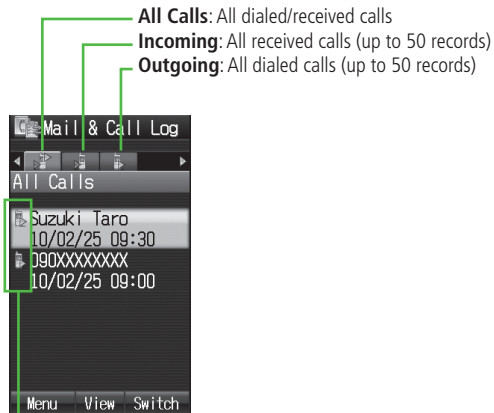 All Calls: All dialed/received calls
Incoming: All received calls (up to 50 records)
Outgoing: All dialed calls (up to 50 records)
Mail & Call Log
All Calls
Suzuki Taro
10/02/25 09:30
090XXXXXXXX
10/02/25 09:00
Menu View Switch